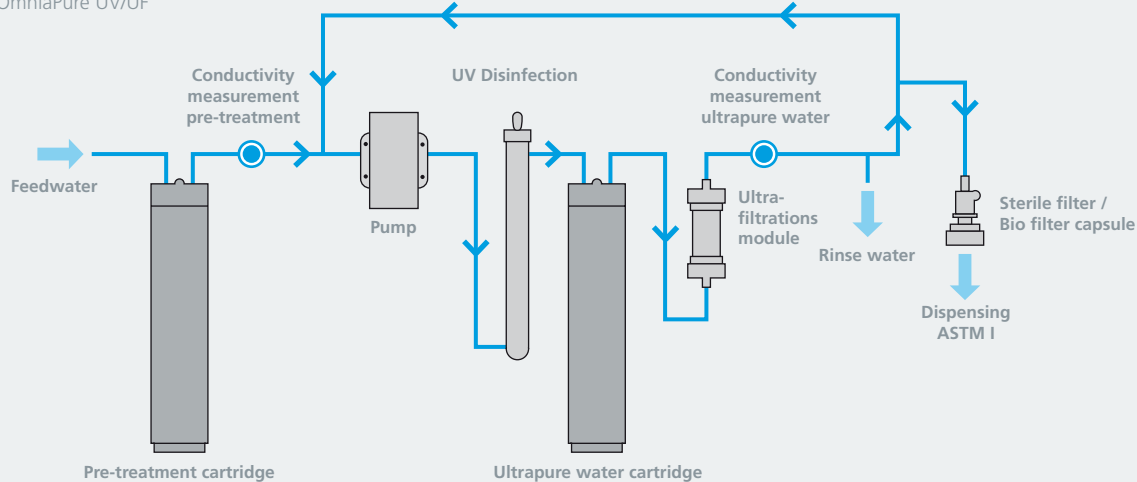 OmniaPure UV/UF
Conductivity
measurement
pre-treatment
UV Disinfection
Conductivity
measurement
ultrapure water
Feedwater
Pump
Ultra-
filtrations
module
Rinse water
Sterile filter /
Bio filter capsule
Dispensing
ASTM I
Pre-treatment cartridge
Ultrapure water cartridge